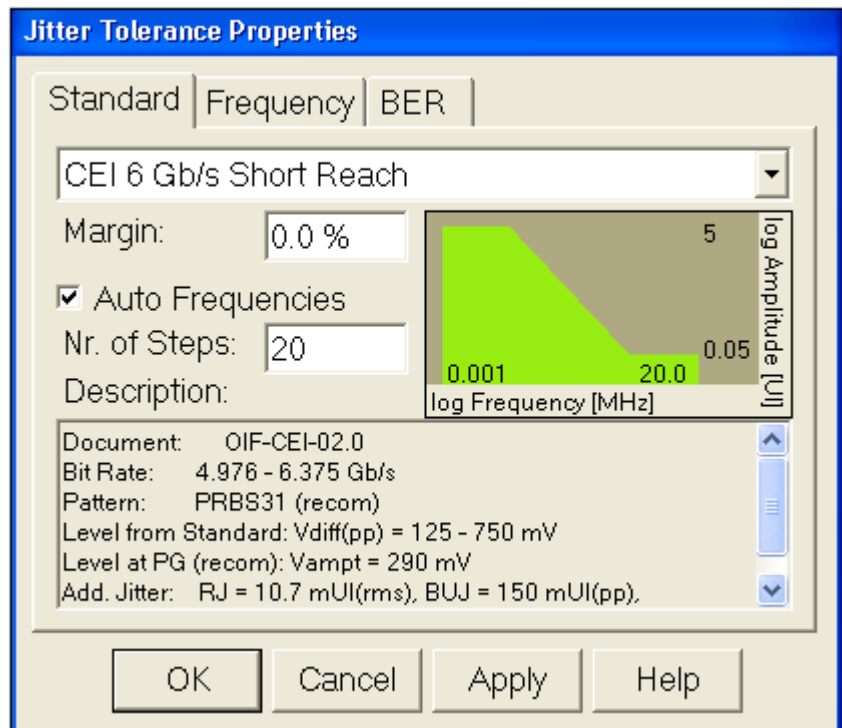 Jitter Tolerance Properties
Standard
Frequency
BER
CEI 6 Gb/s Short Reach
Margin:
0.0 %
Auto Frequencies
Nr. of Steps:
20
5
0.05
log Amplitude [UI]
0.001
20.0
log Frequency [MHz]
Description:
Document: OIF-CEI-02.0
Bit Rate: 4.976 - 6.375 Gb/s
Pattern: PRBS31 (recom)
Level from Standard: Vdiff(pp) = 125 - 750 mV
Level at PG (recom): Vampt = 290 mV
Add. Jitter: RJ = 10.7 mUI(rms), BUJ = 150 mUI(pp),
OK
Cancel
Apply
Help